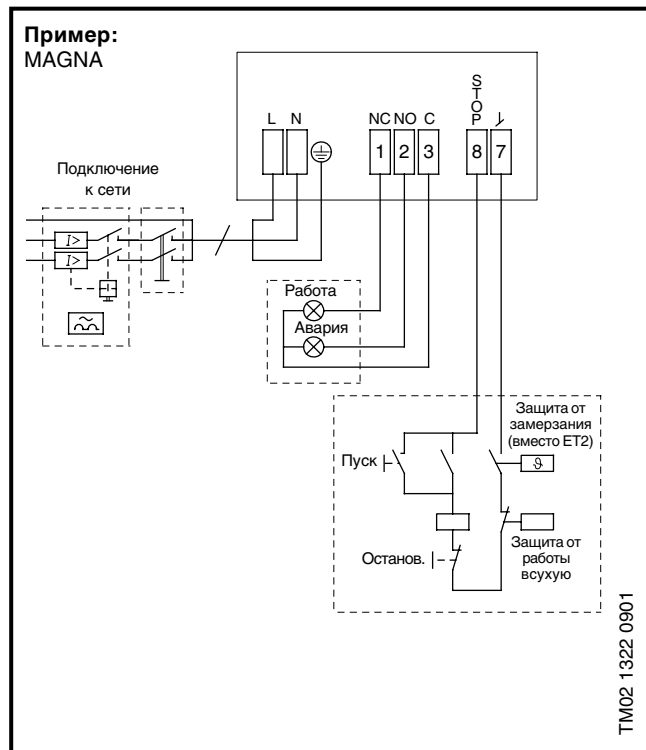 Пример:
MAGNA
STOP
L N NC NO C
1 2 3 8 7
Подключение
к сети
I>
I>
Работа
Авария
Защита от
замерзания
(вместо ET2)
Пуск
ϑ
Останов.
Защита от
работы
всухую
TM02 1322 0901